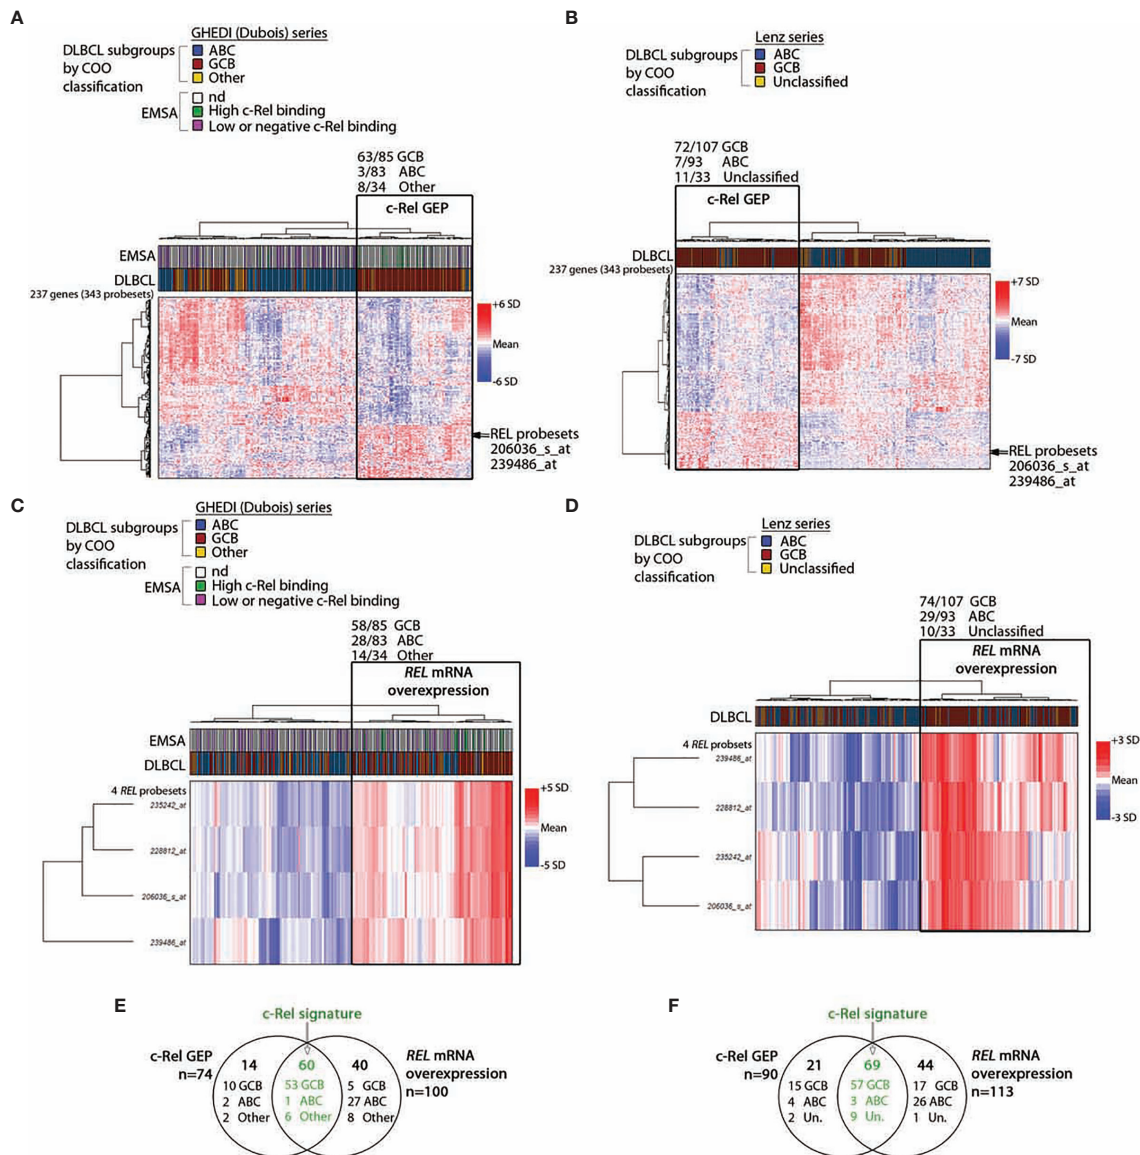 A
GHEDI (Dubois) series
DLBCL subgroups
by COO
classification
ABC
GCB
Other
EMSA
nd
High c-Rel binding
Low or negative c-Rel binding
63/85 GCB
3/83 ABC
8/34 Other
c-Rel GEP
EMSA
DLBCL
237 genes (343 probesets)
+6 SD
Mean
-6 SD
REL probesets
206036_s_at
239486_at
B
Lenz series
DLBCL subgroups
by COO
classification
ABC
GCB
Unclassified
72/107 GCB
7/93 ABC
11/33 Unclassified
c-Rel GEP
DLBCL
237 genes (343 probesets)
+7 SD
Mean
-7 SD
REL probesets
206036_s_at
239486_at
C
GHEDI (Dubois) series
DLBCL subgroups
by COO
classification
ABC
GCB
Other
EMSA
nd
High c-Rel binding
Low or negative c-Rel binding
58/85 GCB
28/83 ABC
14/34 Other
REL mRNA
overexpression
EMSA
DLBCL
4 REL probesets
235242_at
228812_at
206036_s_at
239486_at
+5 SD
Mean
-5 SD
D
Lenz series
DLBCL subgroups
by COO
classification
ABC
GCB
Unclassified
74/107 GCB
29/93 ABC
10/33 Unclassified
REL mRNA
overexpression
DLBCL
4 REL probsets
239486_at
228812_at
235242_at
206036_s_at
+3 SD
Mean
-3 SD
E
c-Rel signature
c-Rel GEP
n=74
14
60
40
REL mRNA
overexpression
n=100
10 GCB
2 ABC
2 Other
53 GCB
1 ABC
6 Other
5 GCB
27 ABC
8 Other
F
c-Rel signature
c-Rel GEP
n=90
21
69
44
REL mRNA
overexpression
n=113
15 GCB
4 ABC
2 Un.
57 GCB
3 ABC
9 Un.
17 GCB
26 ABC
1 Un.